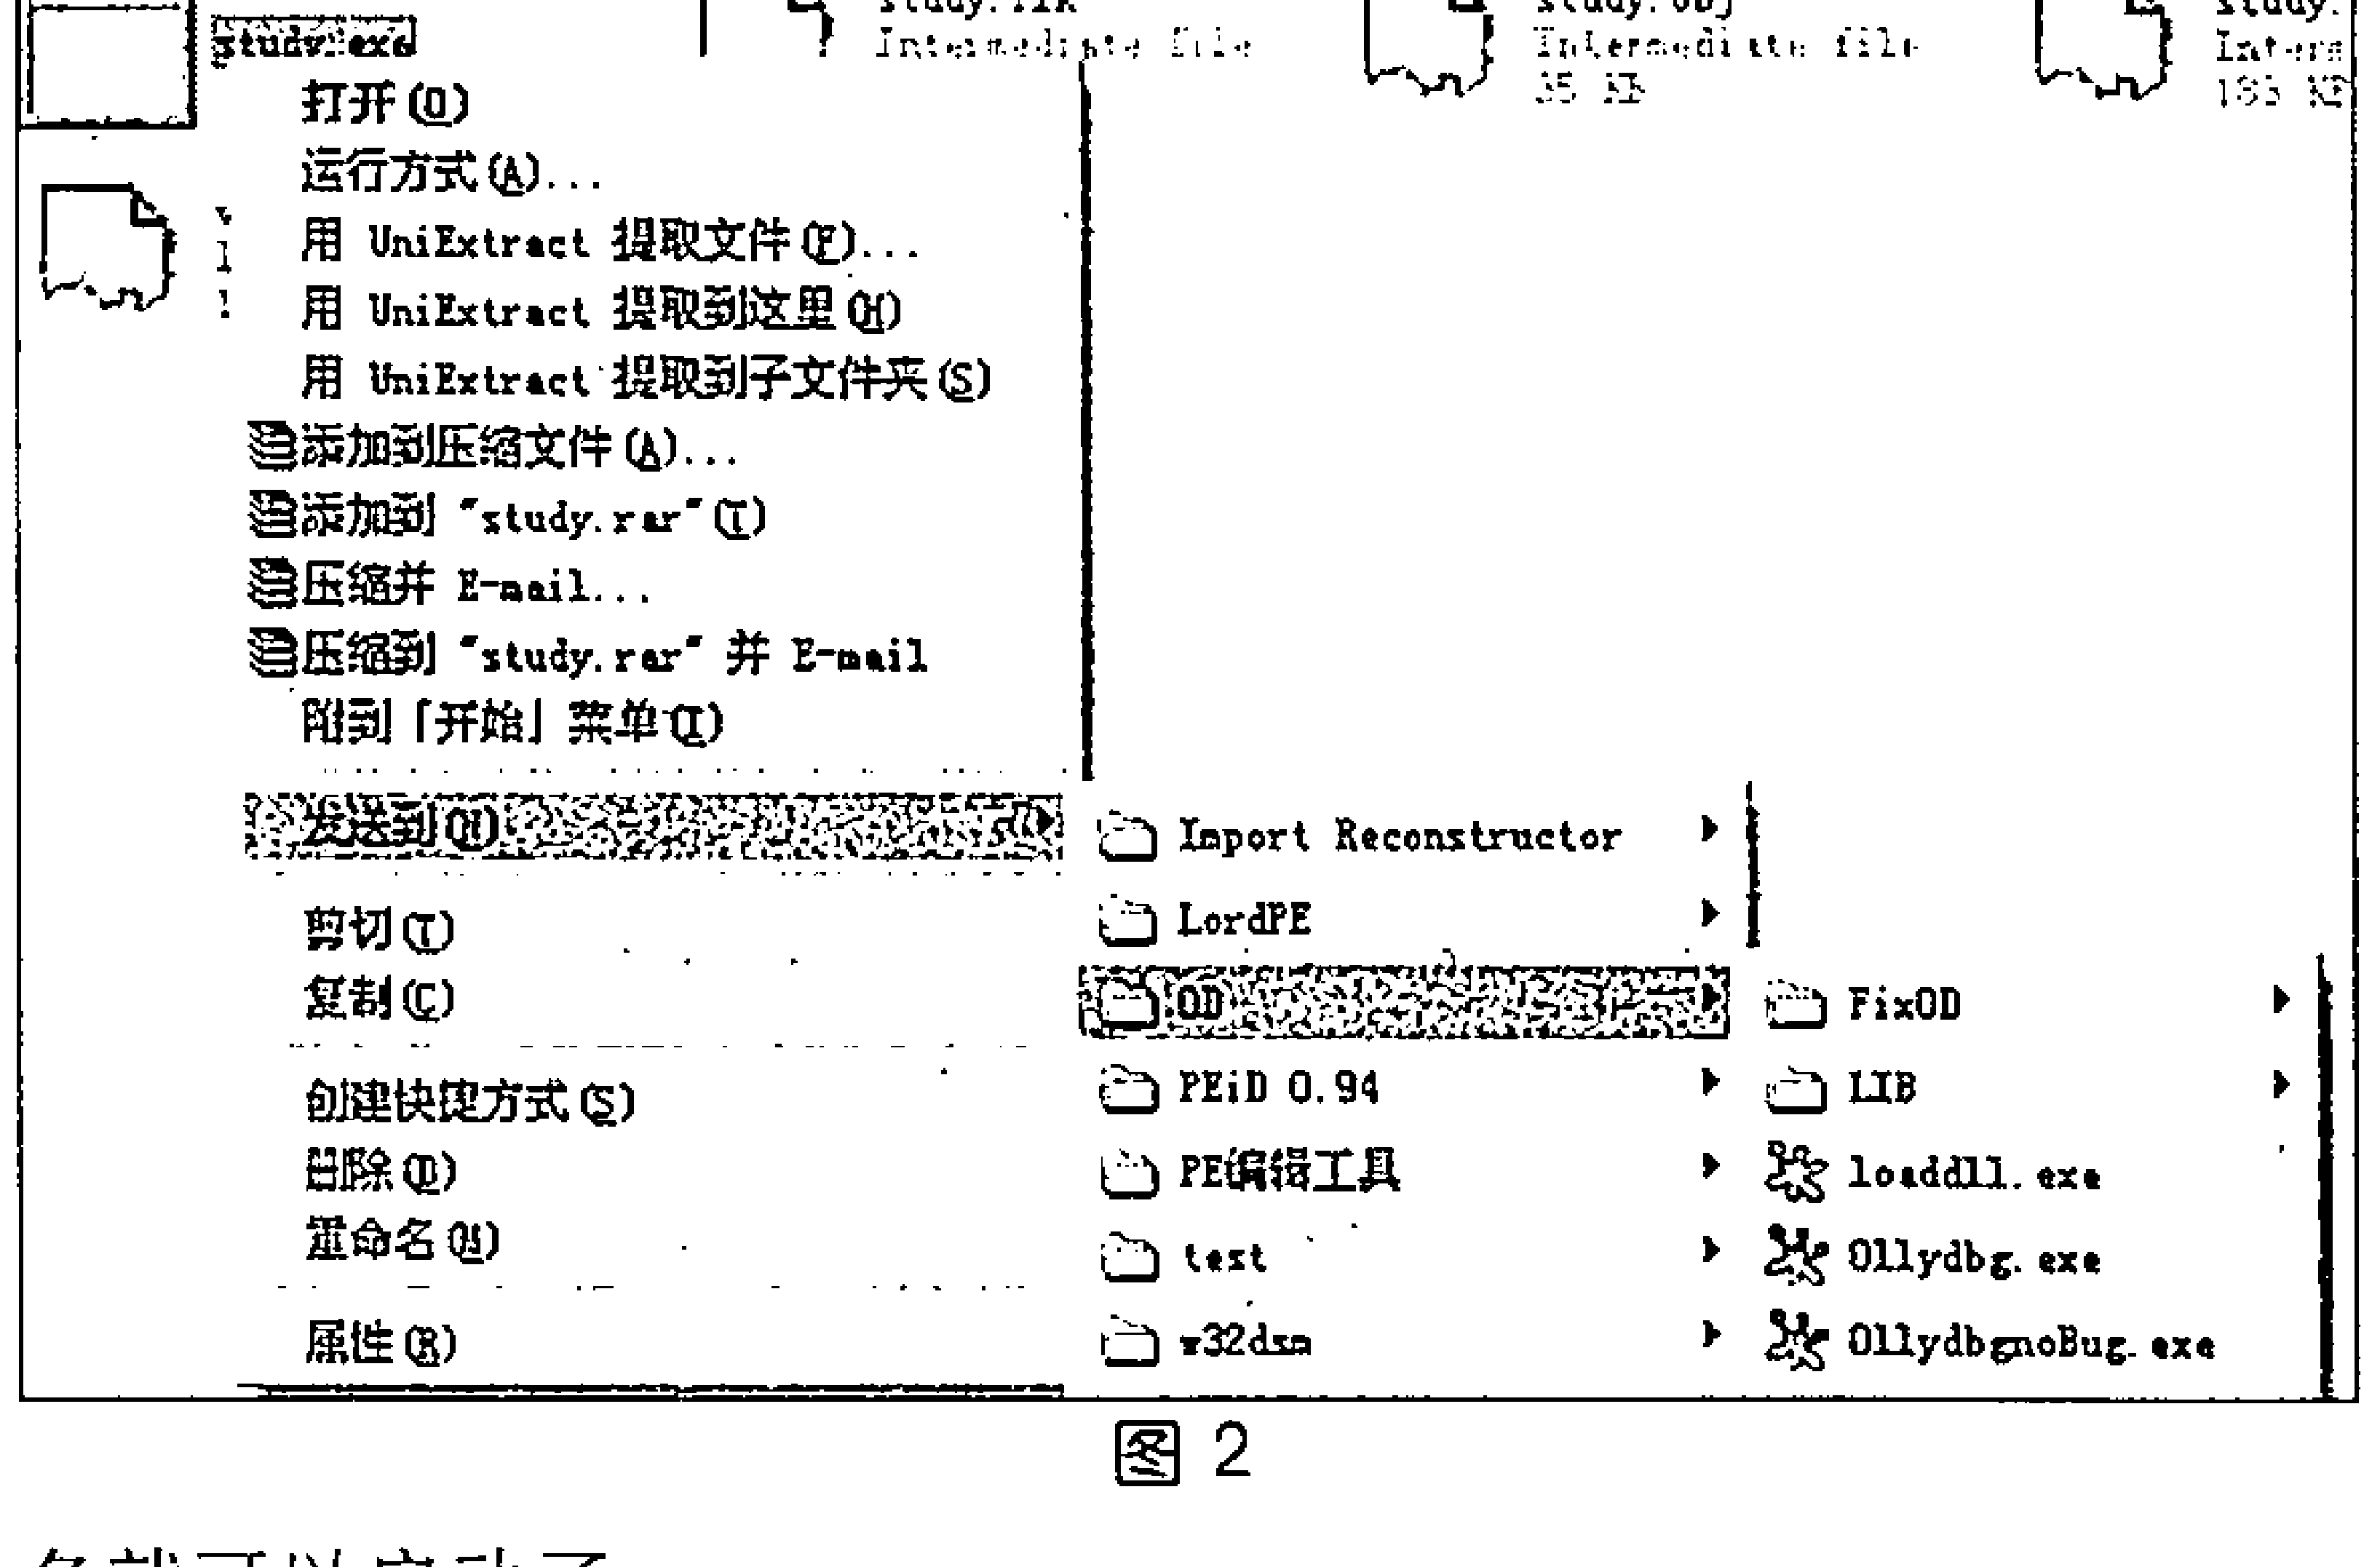 study.exe
Intermediate file
study.obj
Intermediate file
35 KB
study.
183 KB
打开(O)
运行方式(A)...
用 UniExtract 提取文件(F)...
用 UniExtract 提取到这里(H)
用 UniExtract 提取到子文件夹(S)
添加到压缩文件(A)...
添加到 "study.rar"(T)
压缩并 E-mail...
压缩到 "study.rar" 并 E-mail
附到「开始」菜单(I)
发送到(N)
剪切(T)
复制(C)
创建快捷方式(S)
删除(D)
重命名(M)
属性(R)
Import Reconstructor
LordPE
OD
PEiD 0.94
PE编辑工具
test
w32dsm
FixOD
LIB
loaddll.exe
Ollydbg.exe
OllydbgnoBug.exe
图 2